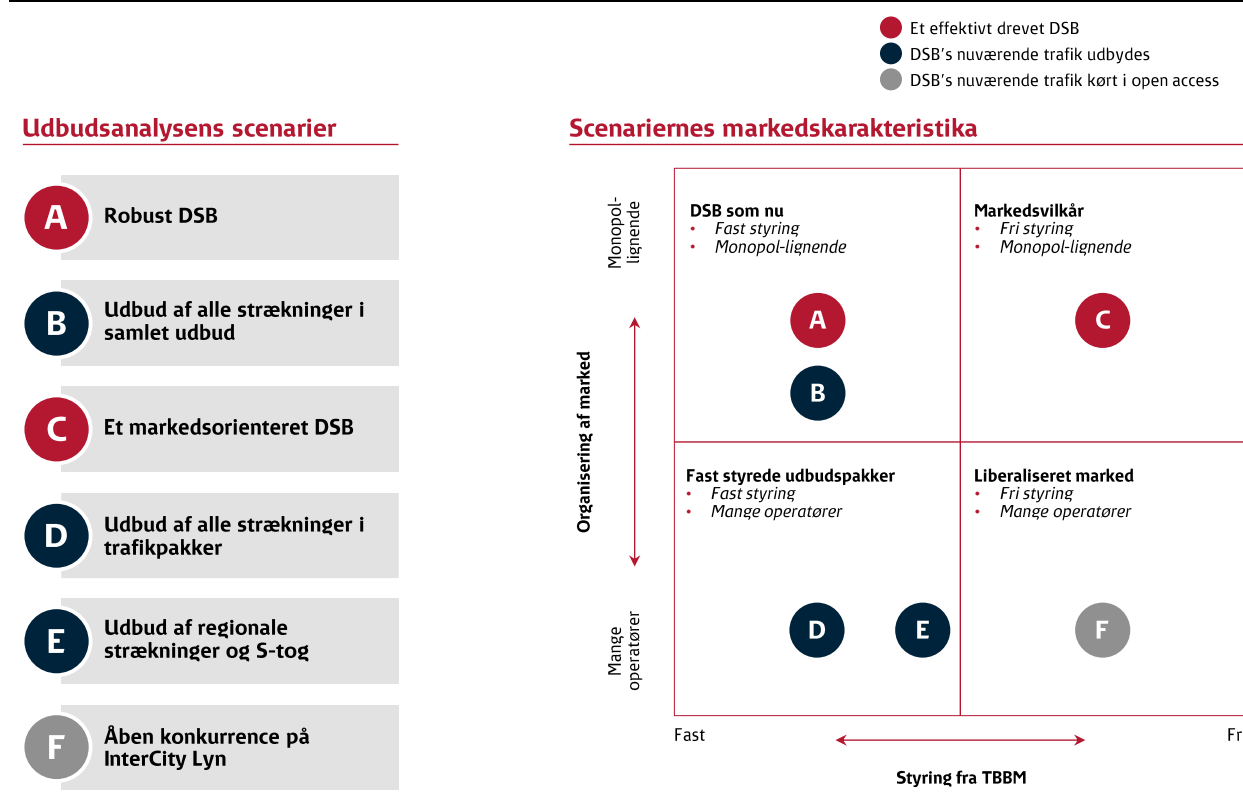 Et effektivt drevet DSB
DSB's nuværende trafik udbydes
DSB's nuværende trafik kørt i open access
Udbudsanalysens scenarier
A
Robust DSB
B
Udbud af alle strækninger i
samlet udbud
C
Et markedsorienteret DSB
D
Udbud af alle strækninger i
trafikpakker
E
Udbud af regionale
strækninger og S-tog
F
Åben konkurrence på
InterCity Lyn
Scenariernes markedskarakteristika
Monopol-
lignende
Organisering af marked
Mange
operatører
DSB som nu
• Fast styring
• Monopol-lignende
A
B
Markedsvilkår
• Fri styring
• Monopol-lignende
C
Fast styrede udbudspakker
• Fast styring
• Mange operatører
D
E
Liberaliseret marked
• Fri styring
• Mange operatører
F
Fast
Fr
Styring fra TBBM